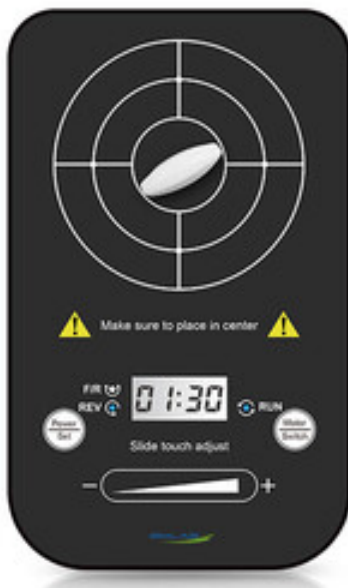 Make sure to place in center
F/R
REV
01:30
RUN
Power
Set
Motor
Switch
Slide touch adjust
− +